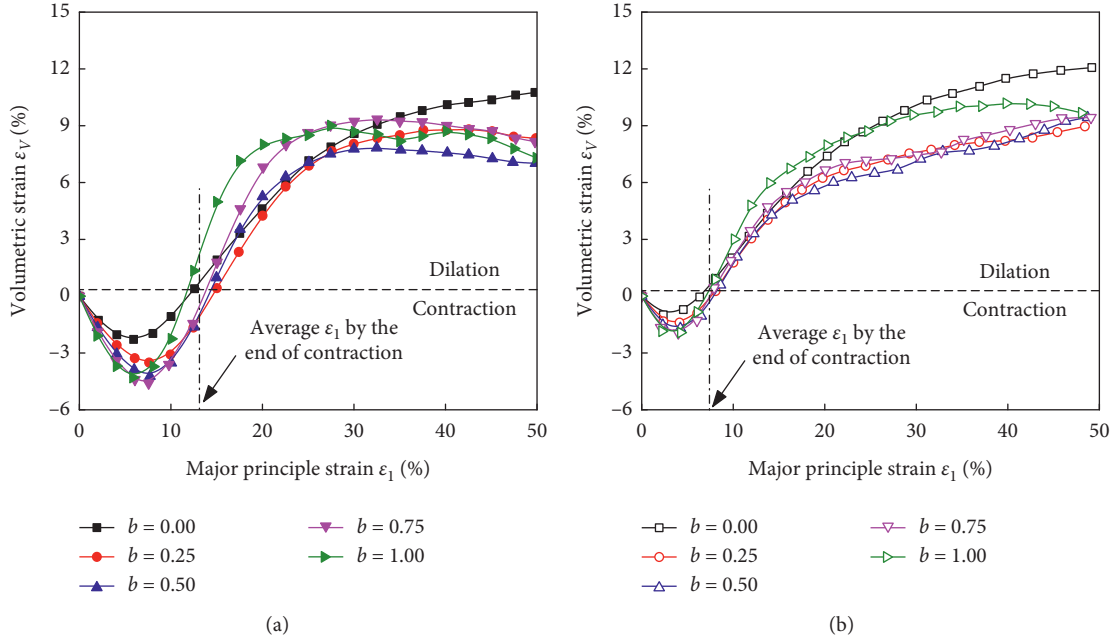 15
12
9
6
3
0
−3
−6
Volumetric strain εV (%)
Dilation
Contraction
Average ε1 by the
end of contraction
0
10
20
30
40
50
Major principle strain ε1 (%)
b = 0.00
b = 0.25
b = 0.50
b = 0.75
b = 1.00
(a)
15
12
9
6
3
0
−3
−6
Volumetric strain εV (%)
Dilation
Contraction
Average ε1 by the
end of contraction
0
10
20
30
40
50
Major principle strain ε1 (%)
b = 0.00
b = 0.25
b = 0.50
b = 0.75
b = 1.00
(b)